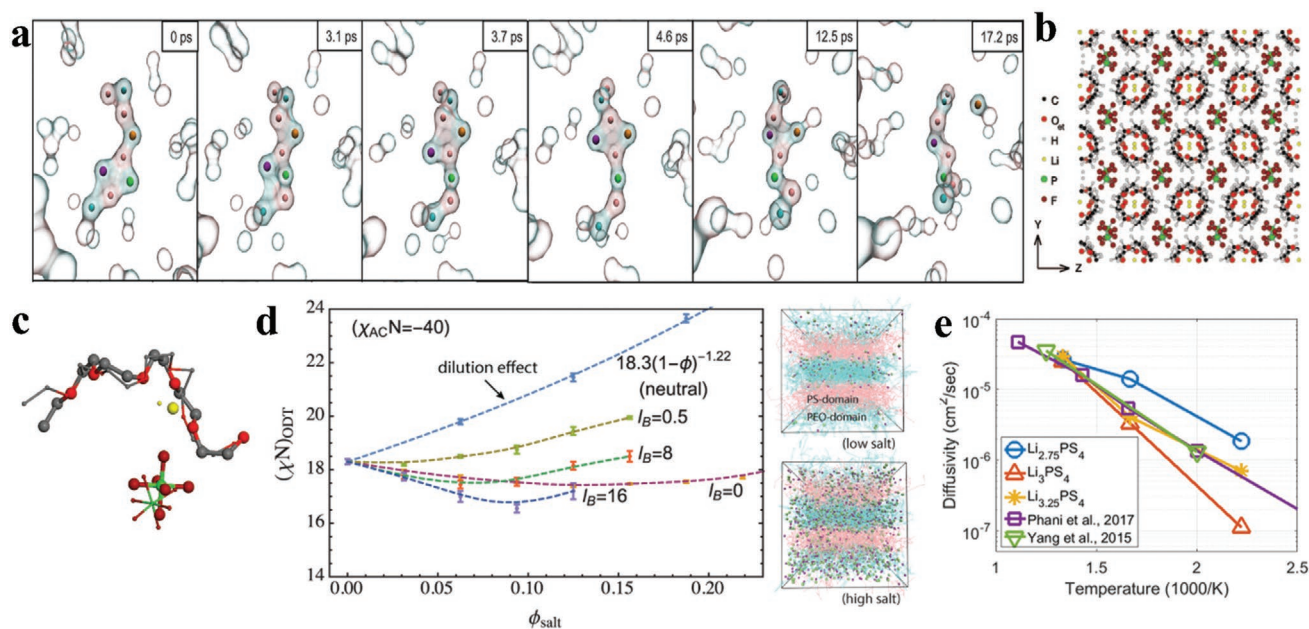 a
0 ps
3.1 ps
3.7 ps
4.6 ps
12.5 ps
17.2 ps
b
C
Oet
H
Li
P
F
Y
Z
c
d
(χN)ODT
24
22
20
18
16
14
(χACN=−40)
dilution effect
18.3(1−ϕ)−1.22
(neutral)
lB=0.5
lB=8
lB=16
lB=0
0.00
0.05
0.10
0.15
0.20
ϕsalt
PS-domain
PEO-domain
(low salt)
(high salt)
e
Diffusivity (cm2/sec)
10-4
10-5
10-6
10-7
Li2.75PS4
Li3PS4
Li3.25PS4
Phani et al., 2017
Yang et al., 2015
1
1.5
2
2.5
Temperature (1000/K)